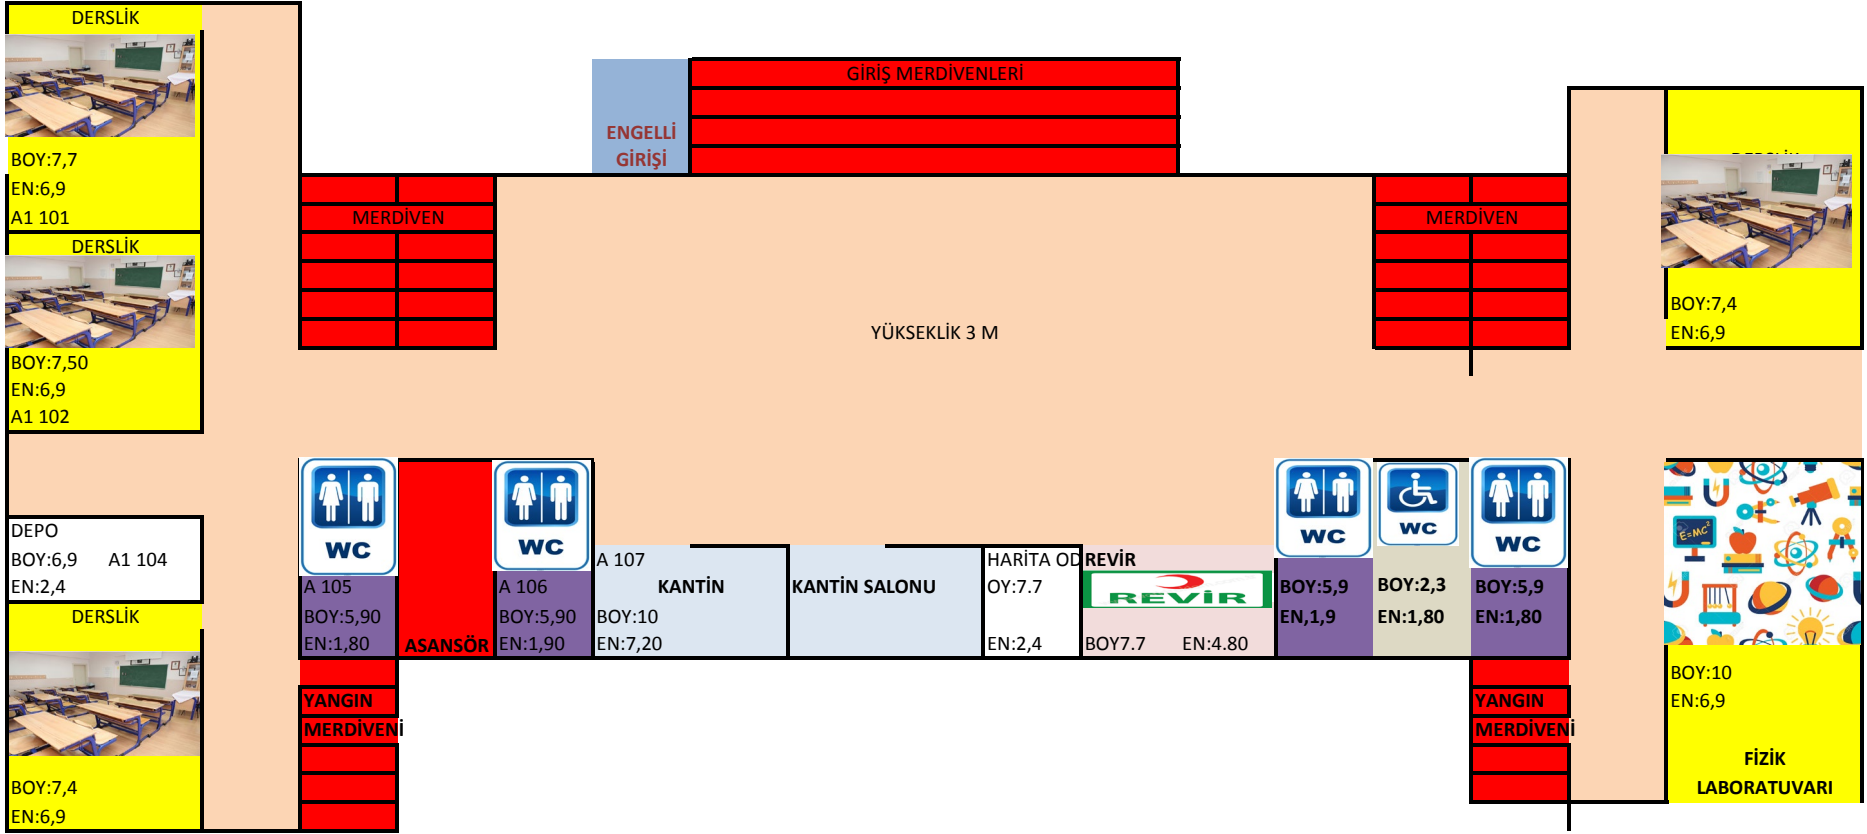 DERSLİK
BOY:7,7
EN:6,9
A1 101
DERSLİK
BOY:7,50
EN:6,9
A1 102
DEPO
BOY:6,9 A1 104
EN:2,4
DERSLİK
BOY:7,4
EN:6,9
MERDİVEN
ENGELLİ
GİRİŞİ
GİRİŞ MERDİVENLERİ
YÜKSEKLİK 3 M
MERDİVEN
BOY:7,4
EN:6,9
WC
A 105
BOY:5,90
EN:1,80
ASANSÖR
WC
A 106
BOY:5,90
EN:1,90
A 107
KANTİN
BOY:10
EN:7,20
KANTİN SALONU
HARİTA OD
OY:7.7
EN:2,4
REVİR
REVİR
BOY7.7 EN:4.80
WC
BOY:5,9
EN,1,9
WC
BOY:2,3
EN:1,80
WC
BOY:5,9
EN:1,80
YANGIN
MERDİVENİ
YANGIN
MERDİVENİ
E=MC²
BOY:10
EN:6,9
FİZİK
LABORATUVARI